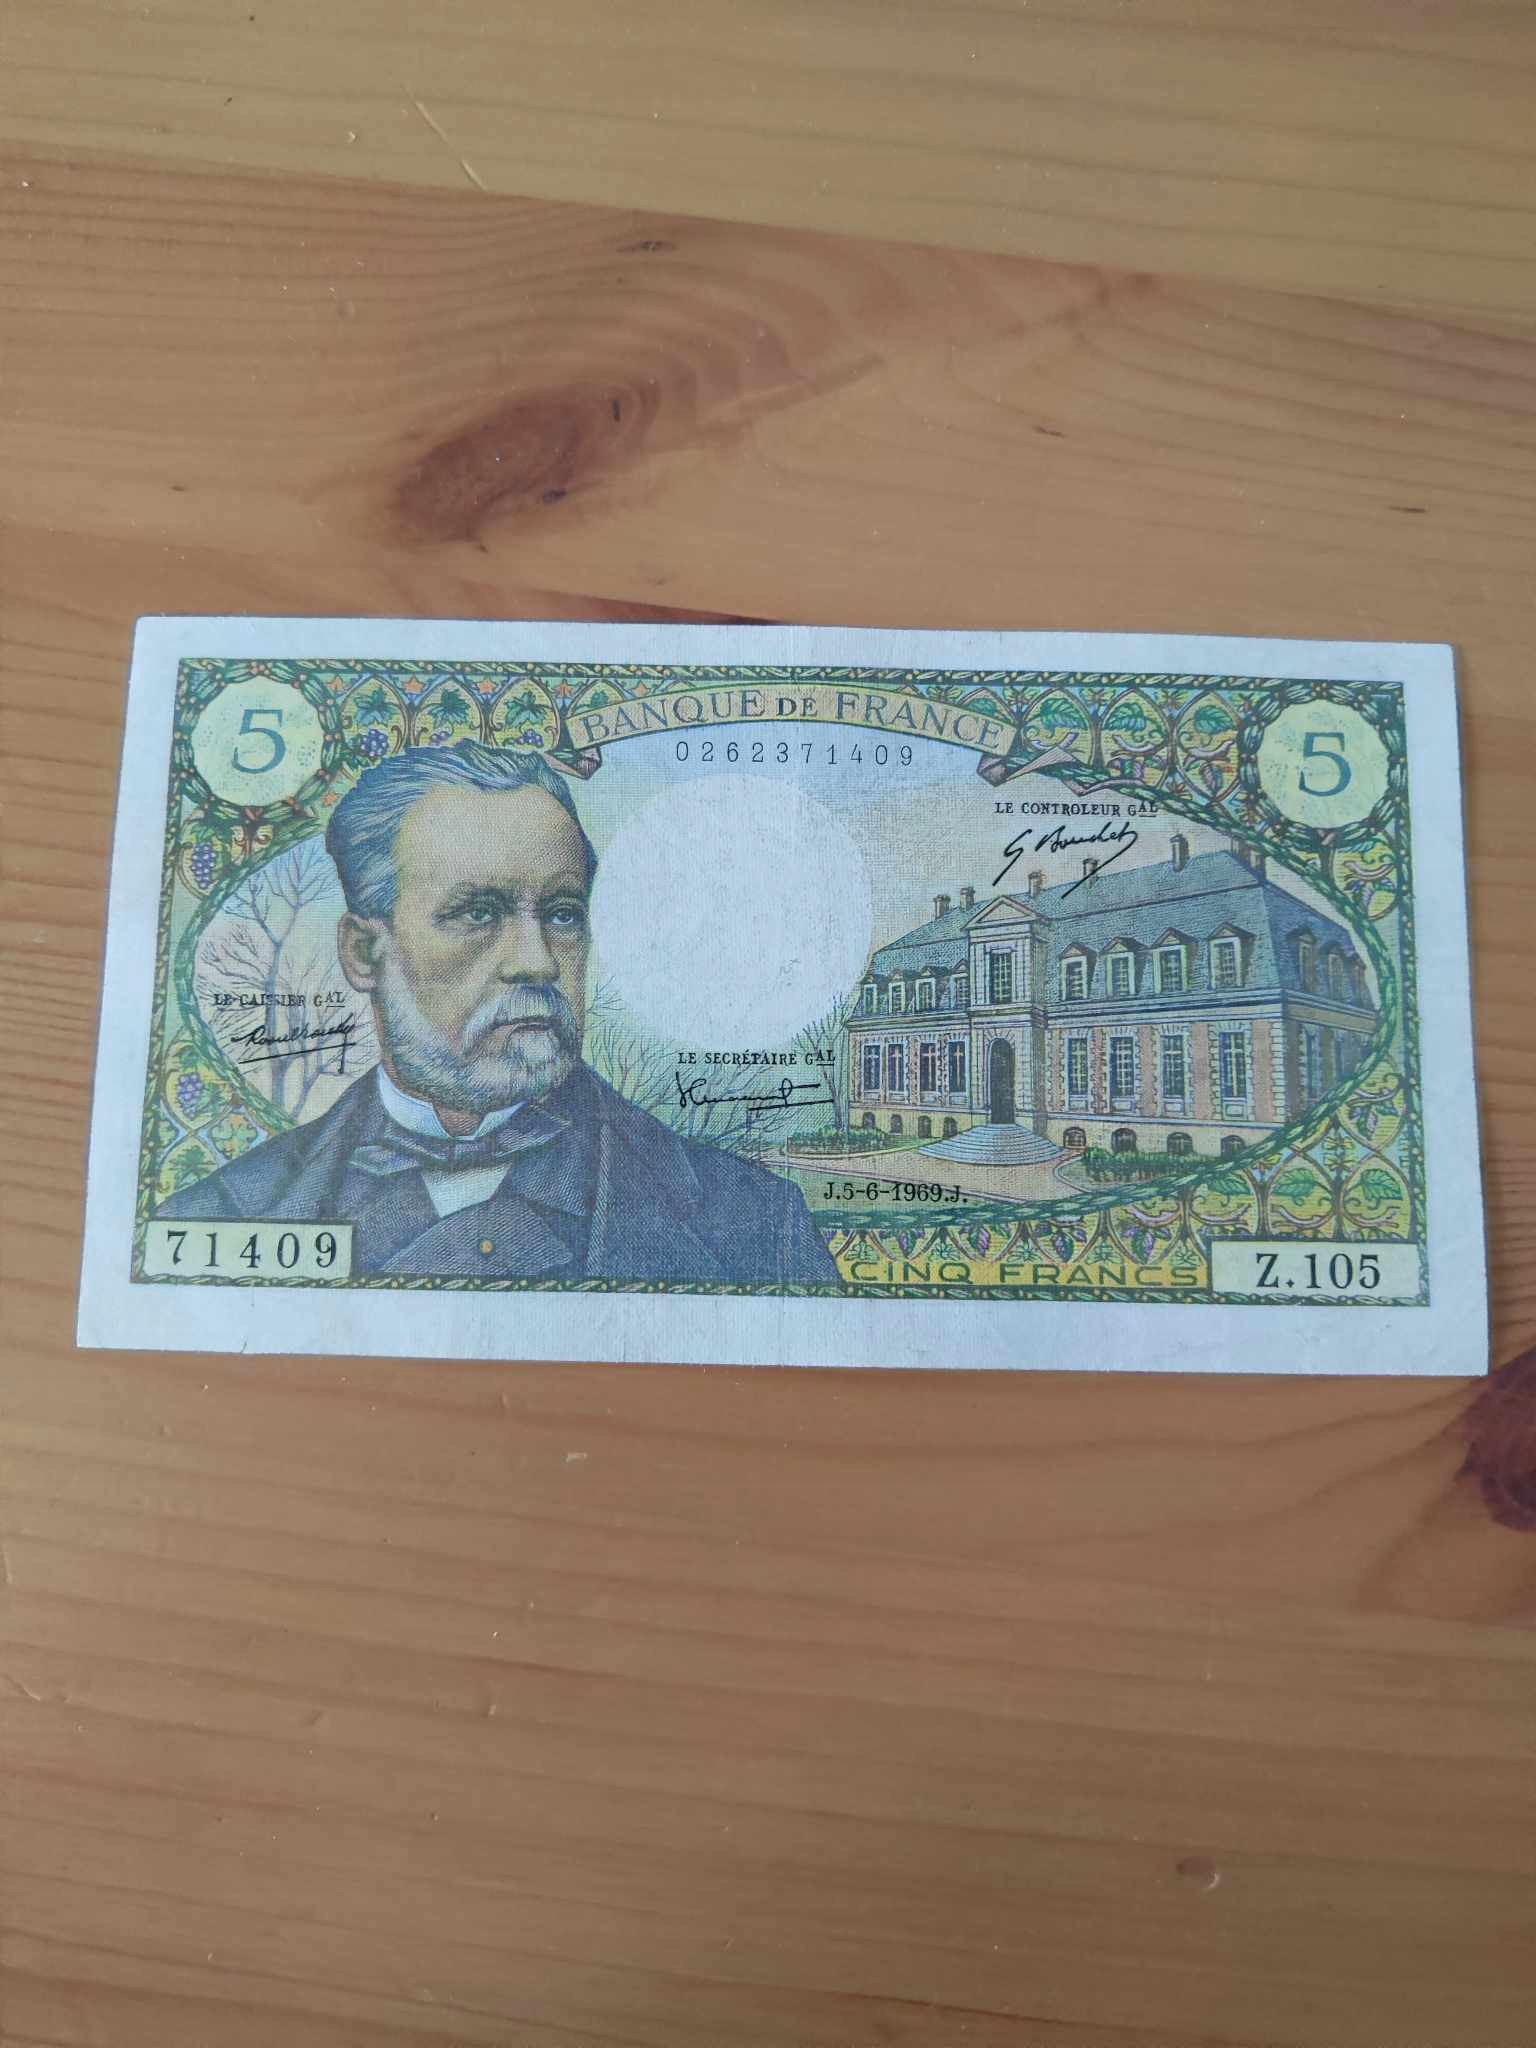 5
BANQUE DE FRANCE
5
0262371409
LE CONTROLEUR GAL
G Bouchet
LE CAISSIER GAL
LE SECRÉTAIRE GAL
J.5-6-1969.J.
71409
CINQ FRANCS
Z.105